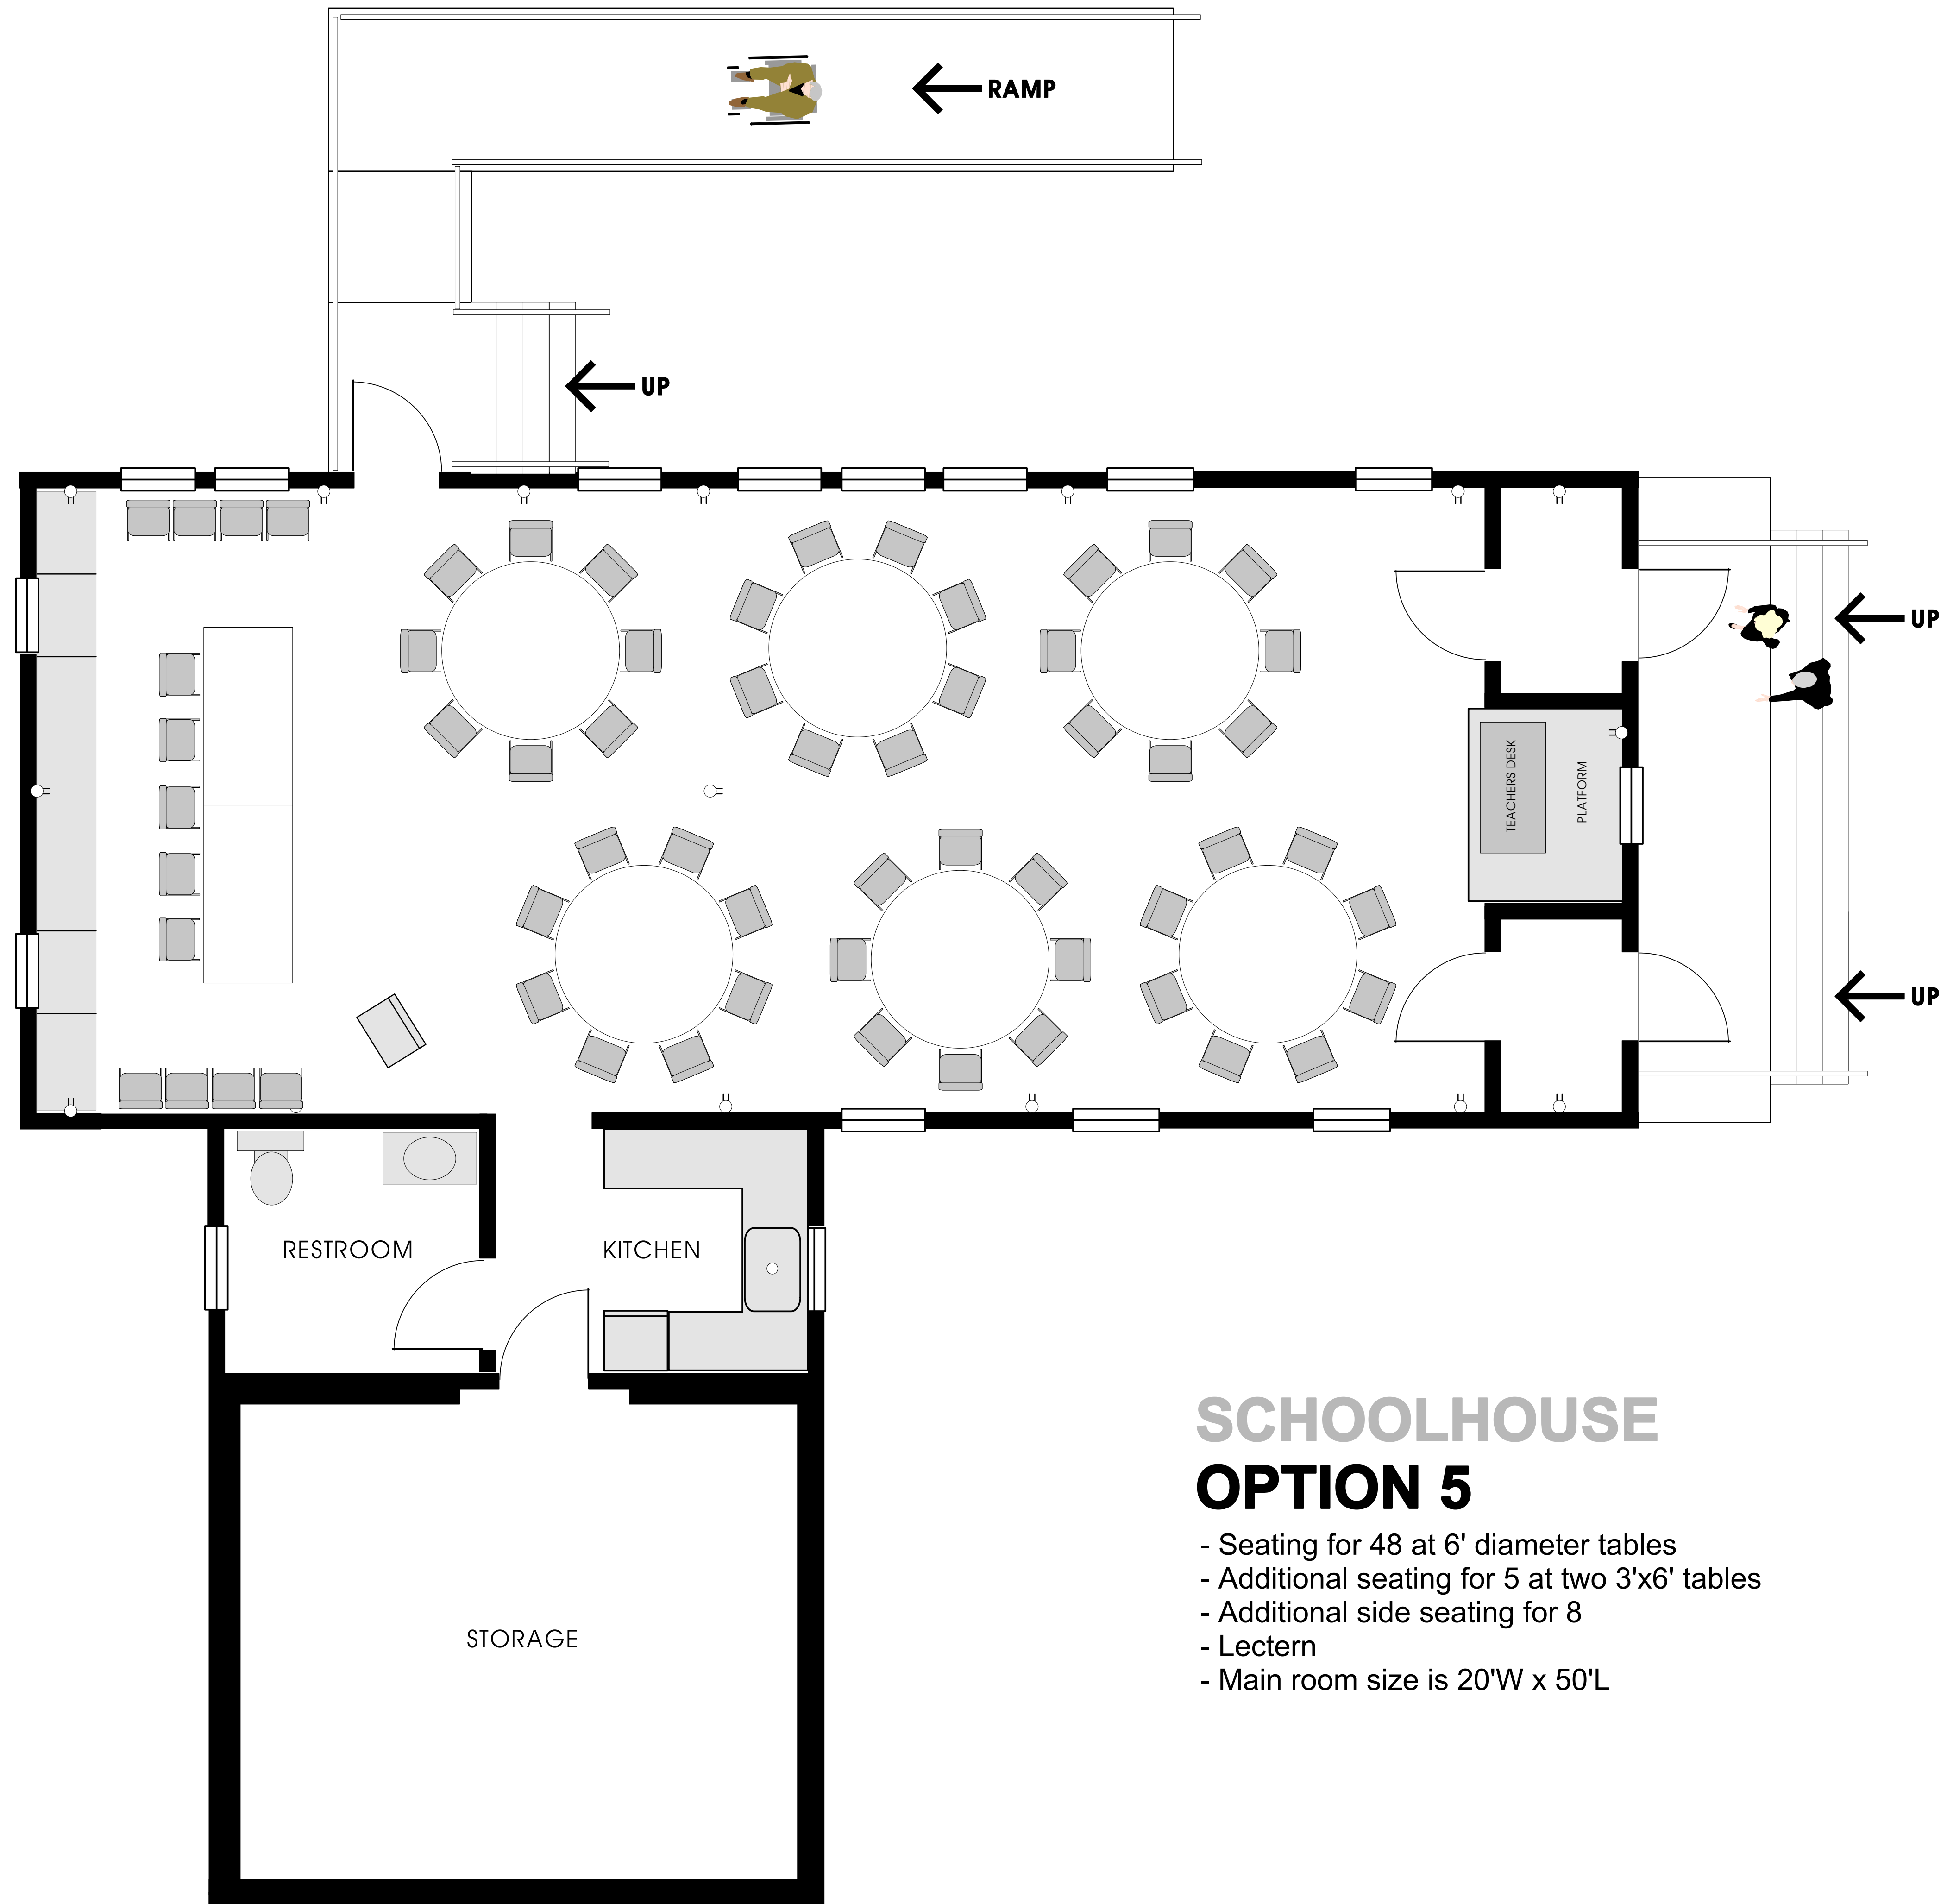 RAMP
UP
UP
TEACHERS DESK
PLATFORM
UP
RESTROOM
KITCHEN
STORAGE
SCHOOLHOUSE
OPTION 5
- Seating for 48 at 6' diameter tables
- Additional seating for 5 at two 3'x6' tables
- Additional side seating for 8
- Lectern
- Main room size is 20'W x 50'L